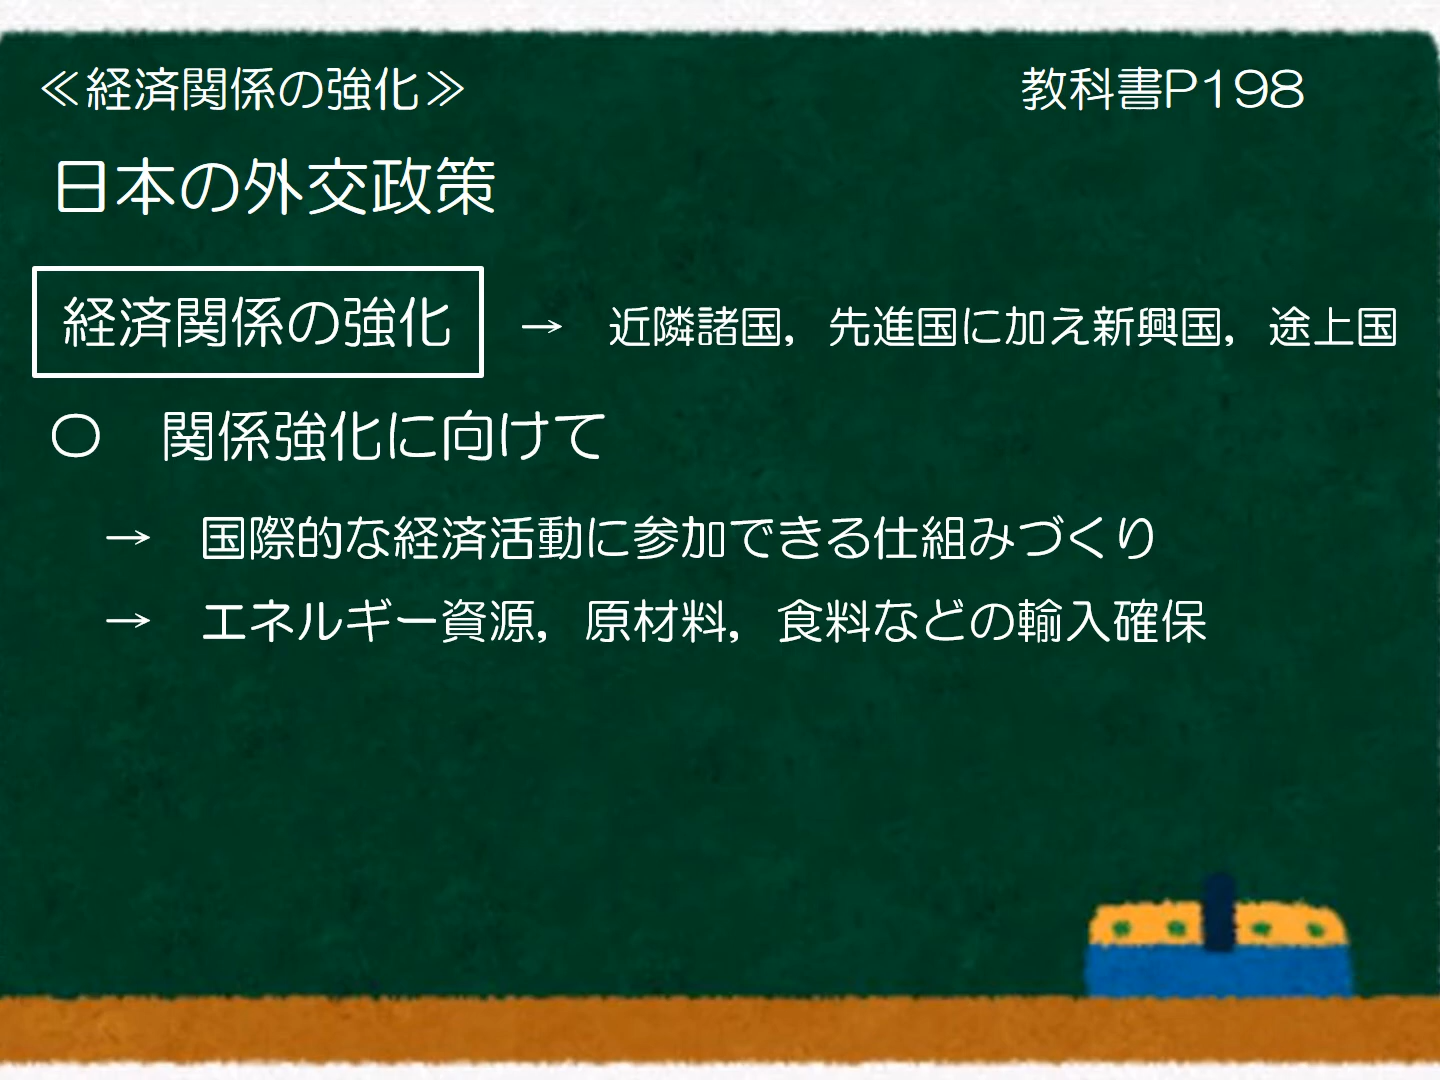 ≪経済関係の強化≫　教科書P198
日本の外交政策
経済関係の強化　→　近隣諸国，先進国に加え新興国，途上国
○　関係強化に向けて
→　国際的な経済活動に参加できる仕組みづくり
→　エネルギー資源，原材料，食料などの輸入確保